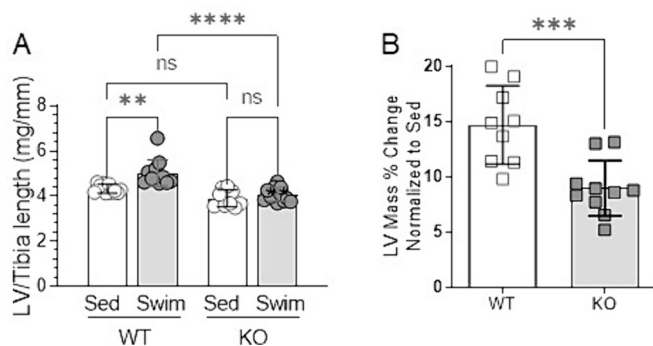 A
****
ns
**
ns
LV/Tibia length (mg/mm)
8
6
4
2
0
Sed Swim Sed Swim
WT KO
B
***
LV Mass % Change
Normalized to Sed
20
15
10
5
0
WT KO